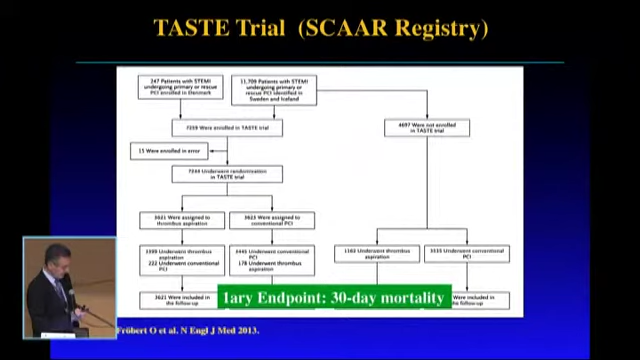 TASTE Trial (SCAAR Registry)
247 Patients with STEMI
undergoing primary or rescue
PCI enrolled in Denmark
11,709 Patients with STEMI
undergoing primary or
rescue PCI identified in
Sweden and Iceland
7259 Were enrolled in TASTE trial
4697 Were not enrolled
in TASTE trial
15 Were enrolled in error
7244 Underwent randomization
in TASTE trial
3621 Were assigned to
thrombus aspiration
3623 Were assigned to
conventional PCI
3399 Underwent thrombus
aspiration
222 Underwent conventional
PCI
3445 Underwent conventional
PCI
178 Underwent thrombus
aspiration
1162 Underwent thrombus
aspiration
3535 Underwent conventional
PCI
3621 Were included in
the follow-up
1ary Endpoint: 30-day mortality
Were included in
the follow-up
Fröbert O et al. N Engl J Med 2013.